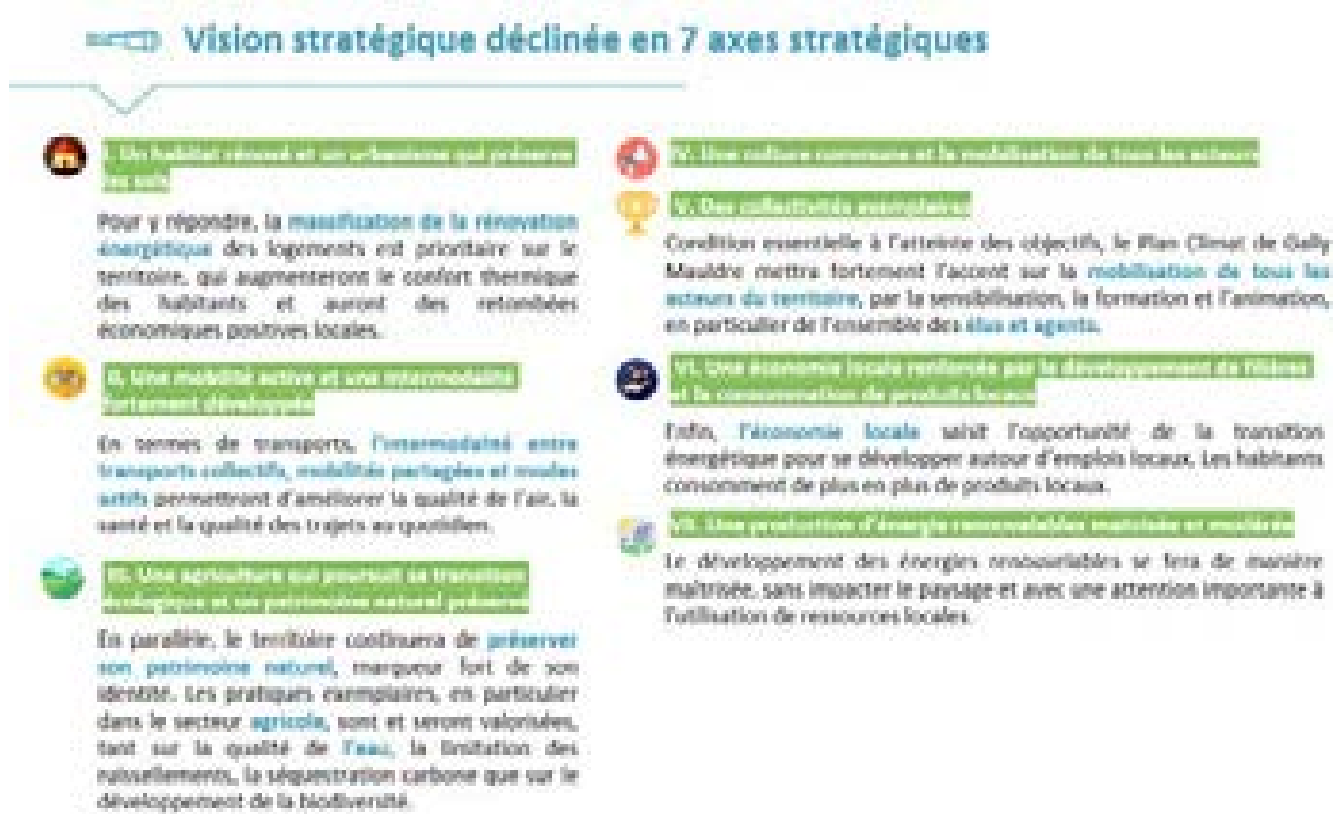 Vision stratégique déclinée en 7 axes stratégiques
I. Un habitat rénové et un urbanisme qui préserve
les sols
Pour y répondre, la massification de la rénovation
énergétique des logements est prioritaire sur le
territoire, qui augmenteront le confort thermique
des habitants et auront des retombées
économiques positives locales.
II. Une mobilité active et une intermodalité
fortement développée
En termes de transports, l'intermodalité entre
transports collectifs, mobilités partagées et modes
actifs permettront d'améliorer la qualité de l'air, la
santé et la qualité des trajets au quotidien.
III. Une agriculture qui poursuit sa transition
écologique et un patrimoine naturel préservé
En parallèle, le territoire continuera de préserver
son patrimoine naturel, marqueur fort de son
identité. Les pratiques exemplaires, en particulier
dans le secteur agricole, sont et seront valorisées,
tant sur la qualité de l'eau, la limitation des
ruissellements, la séquestration carbone que sur le
développement de la biodiversité.
IV. Une culture commune et la mobilisation de tous les acteurs
V. Des collectivités exemplaires
Condition essentielle à l'atteinte des objectifs, le Plan Climat de Gally
Mauldre mettra fortement l'accent sur la mobilisation de tous les
acteurs du territoire, par la sensibilisation, la formation et l'animation,
en particulier de l'ensemble des élus et agents.
VI. Une économie locale renforcée par le développement de filières
et la consommation de produits locaux
Enfin, l'économie locale saisit l'opportunité de la transition
énergétique pour se développer autour d'emplois locaux. Les habitants
consomment de plus en plus de produits locaux.
VII. Une production d'énergie renouvelables maitrisée et modérée
Le développement des énergies renouvelables se fera de manière
maîtrisée, sans impacter le paysage et avec une attention importante à
l'utilisation de ressources locales.